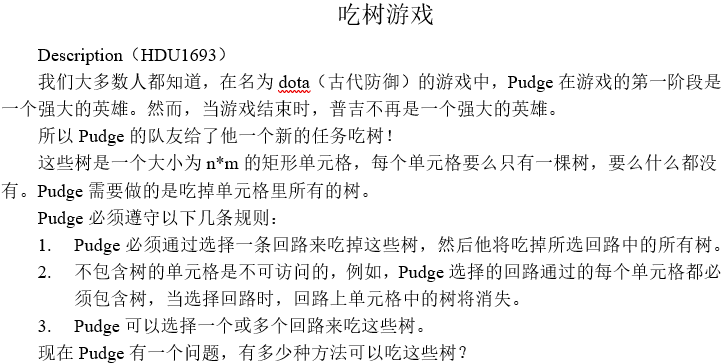 吃树游戏
Description（HDU1693）
我们大多数人都知道，在名为 dota（古代防御）的游戏中，Pudge 在游戏的第一阶段是
一个强大的英雄。然而，当游戏结束时，普吉不再是一个强大的英雄。
所以 Pudge 的队友给了他一个新的任务吃树！
这些树是一个大小为 n*m 的矩形单元格，每个单元格要么只有一棵树，要么什么都没
有。Pudge 需要做的是吃掉单元格里所有的树。
Pudge 必须遵守以下几条规则：
1. Pudge 必须通过选择一条回路来吃掉这些树，然后他将吃掉所选回路中的所有树。
2. 不包含树的单元格是不可访问的，例如，Pudge 选择的回路通过的每个单元格都必
须包含树，当选择回路时，回路上单元格中的树将消失。
3. Pudge 可以选择一个或多个回路来吃这些树。
现在 Pudge 有一个问题，有多少种方法可以吃这些树？